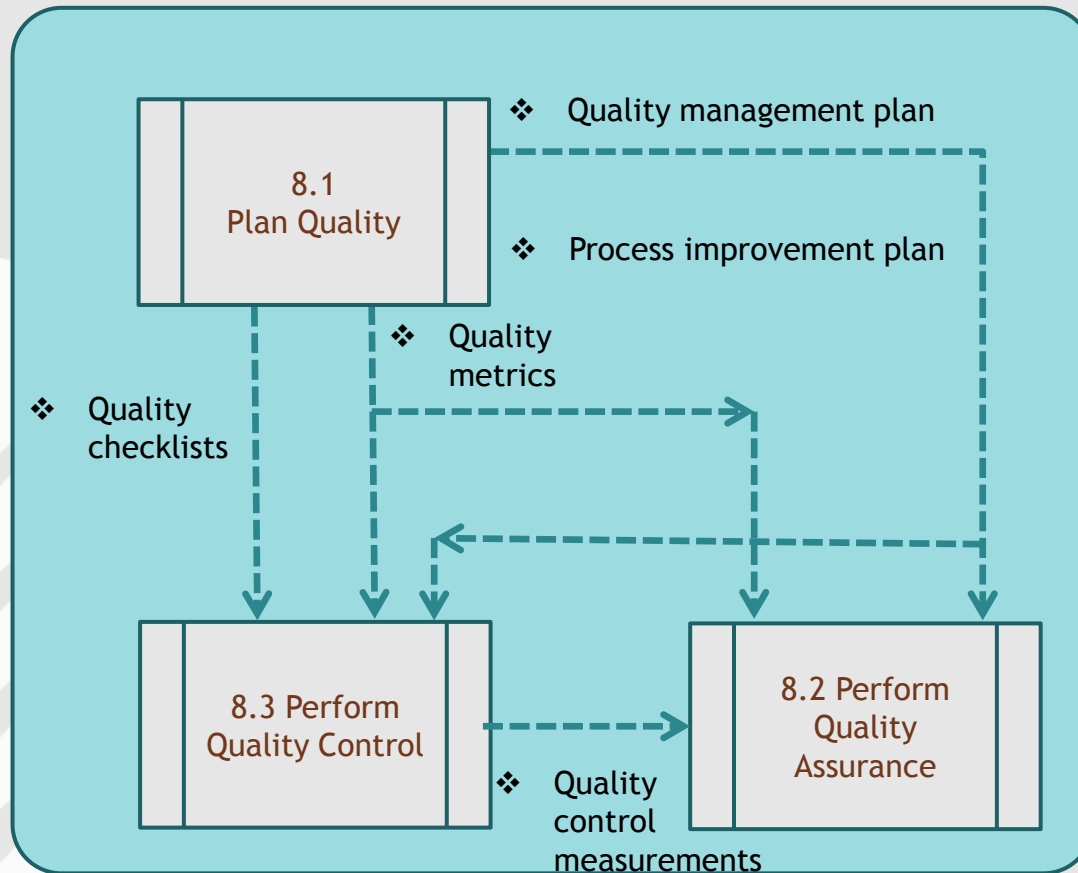 ❖ Quality management plan
8.1
Plan Quality
❖ Process improvement plan
❖ Quality
metrics
❖ Quality
checklists
8.3 Perform
Quality Control
8.2 Perform
Quality
Assurance
❖ Quality
control
measurements